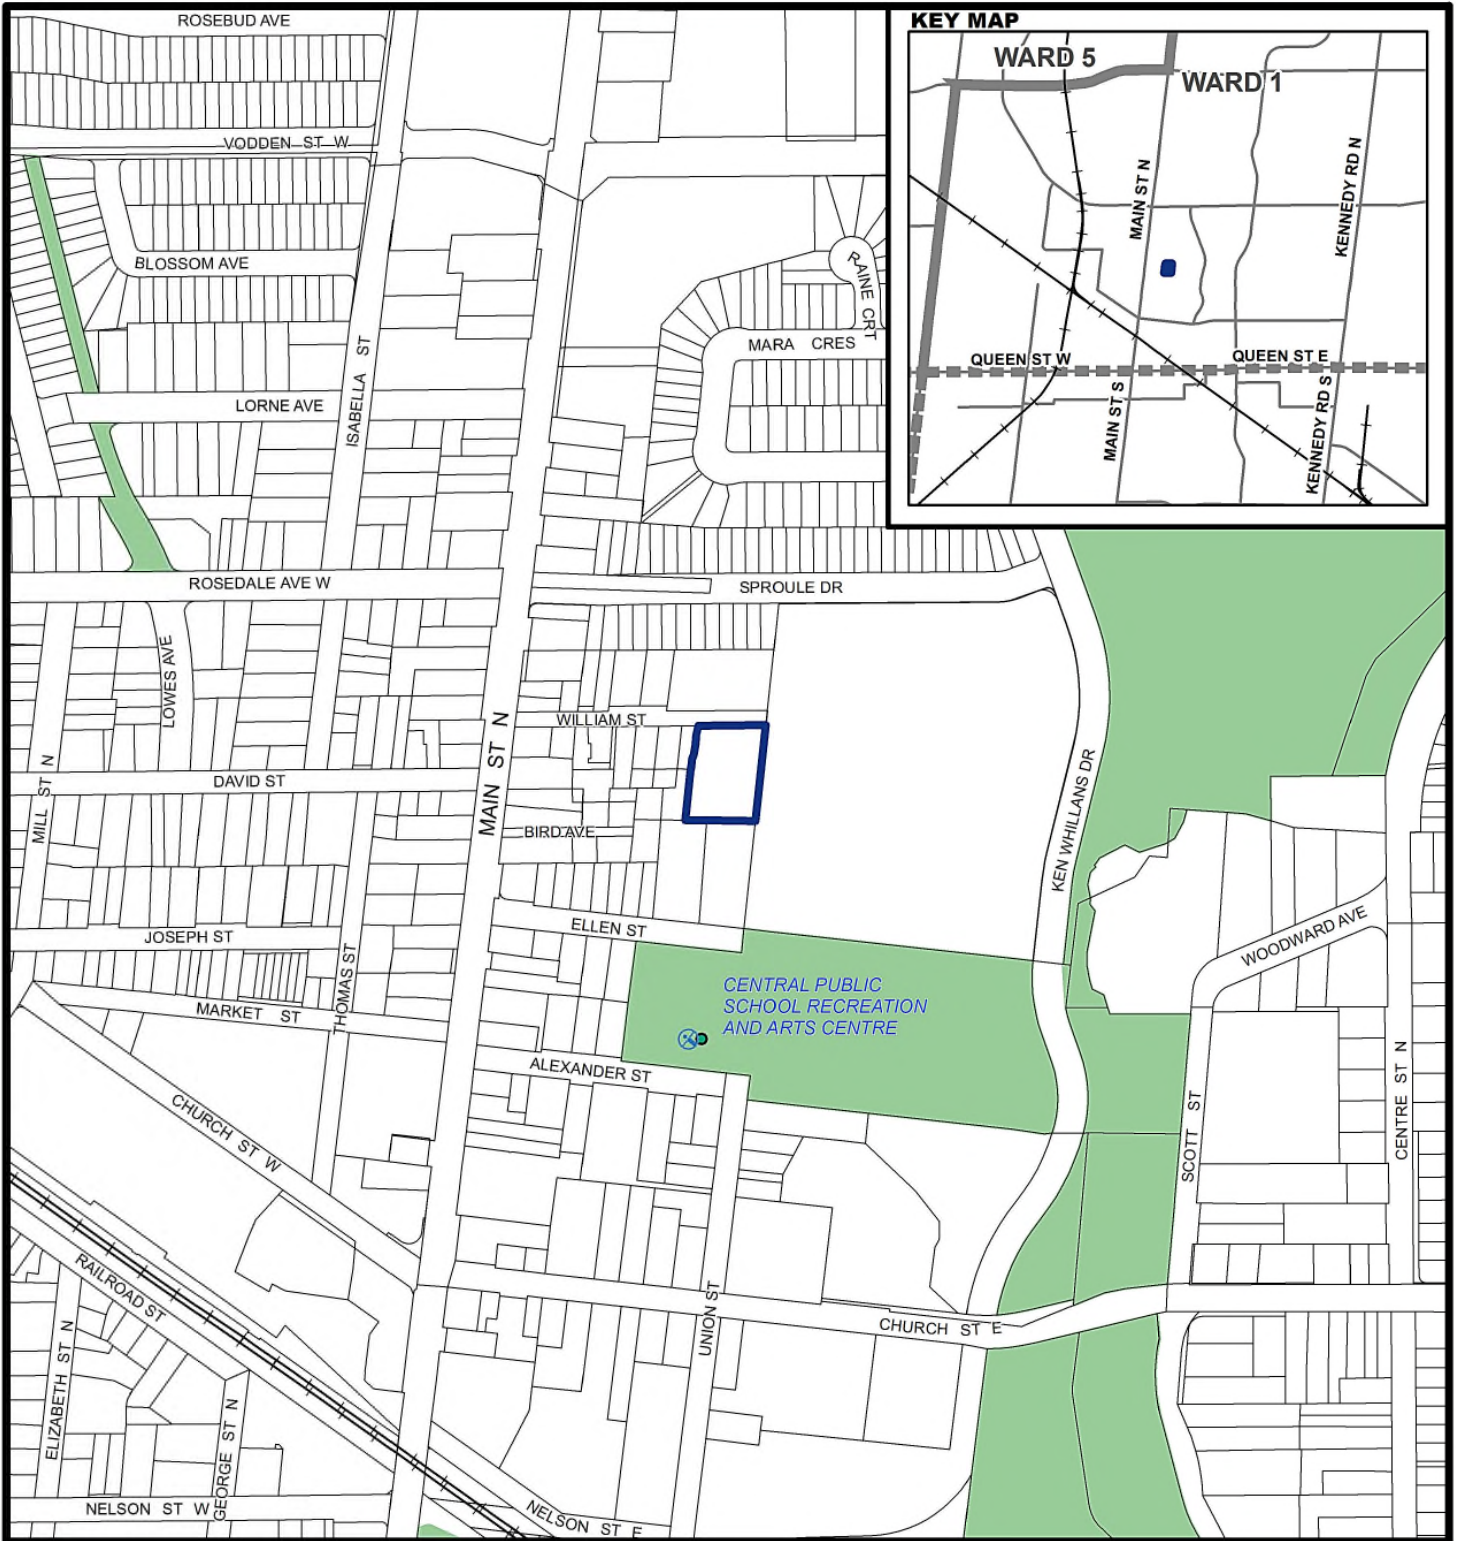 ROSEBUD AVE
KEY MAP
WARD 5
WARD 1
MAIN ST N
KENNEDY RD N
QUEEN ST W
QUEEN ST E
MAIN ST S
KENNEDY RD S
VODDEN ST W
BLOSSOM AVE
RAINE CRT
MARA CRES
ISABELLA ST
LORNE AVE
ROSEDALE AVE W
SPROULE DR
LOWES AVE
WILLIAM ST
MAIN ST N
MILL ST N
DAVID ST
BIRD AVE
KEN WHILLANS DR
ELLEN ST
JOSEPH ST
WOODWARD AVE
THOMAS ST
CENTRAL PUBLIC
SCHOOL RECREATION
AND ARTS CENTRE
MARKET ST
ALEXANDER ST
CHURCH ST W
SCOTT ST
CENTRE ST N
RAILROAD ST
UNION ST
CHURCH ST E
ELIZABETH ST N
GEORGE ST N
NELSON ST W
NELSON ST E